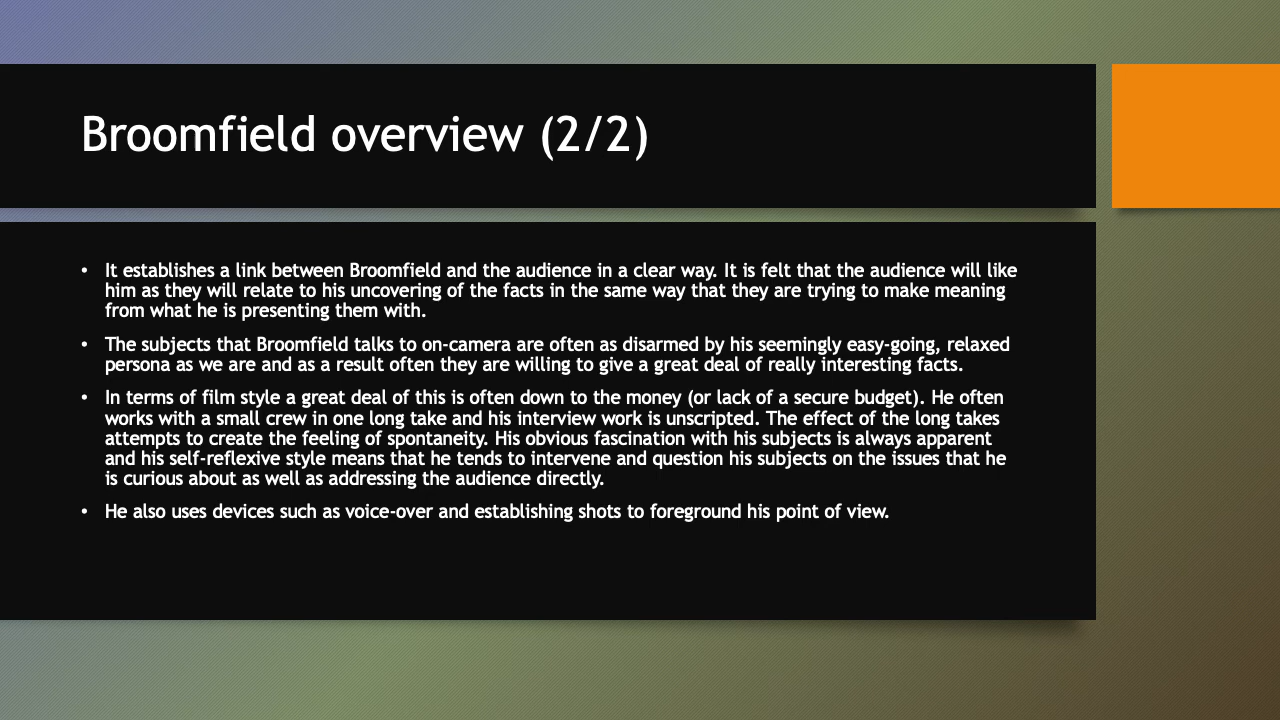 Broomfield overview (2/2)
• It establishes a link between Broomfield and the audience in a clear way. It is felt that the audience will like
him as they will relate to his uncovering of the facts in the same way that they are trying to make meaning
from what he is presenting them with.
• The subjects that Broomfield talks to on-camera are often as disarmed by his seemingly easy-going, relaxed
persona as we are and as a result often they are willing to give a great deal of really interesting facts.
• In terms of film style a great deal of this is often down to the money (or lack of a secure budget). He often
works with a small crew in one long take and his interview work is unscripted. The effect of the long takes
attempts to create the feeling of spontaneity. His obvious fascination with his subjects is always apparent
and his self-reflexive style means that he tends to intervene and question his subjects on the issues that he
is curious about as well as addressing the audience directly.
• He also uses devices such as voice-over and establishing shots to foreground his point of view.